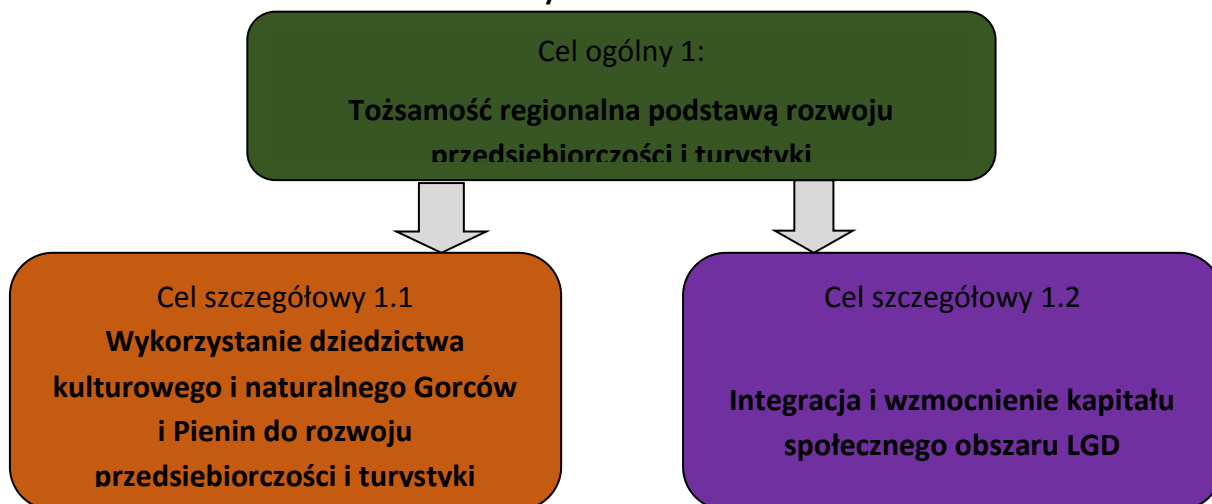 Cel ogólny 1:
Tożsamość regionalna podstawą rozwoju
przedsiębiorczości i turystyki
Cel szczegółowy 1.1
Wykorzystanie dziedzictwa
kulturowego i naturalnego Gorców
i Pienin do rozwoju
przedsiębiorczości i turystyki
Cel szczegółowy 1.2
Integracja i wzmocnienie kapitału
społecznego obszaru LGD